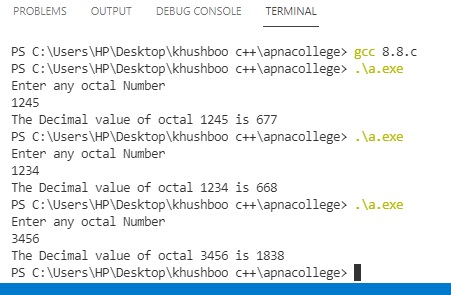 PROBLEMS OUTPUT DEBUG CONSOLE TERMINAL
PS C:\Users\HP\Desktop\khushboo c++\apnacollege> gcc 8.8.c
PS C:\Users\HP\Desktop\khushboo c++\apnacollege> .\a.exe
Enter any octal Number
1245
The Decimal value of octal 1245 is 677
PS C:\Users\HP\Desktop\khushboo c++\apnacollege> .\a.exe
Enter any octal Number
1234
The Decimal value of octal 1234 is 668
PS C:\Users\HP\Desktop\khushboo c++\apnacollege> .\a.exe
Enter any octal Number
3456
The Decimal value of octal 3456 is 1838
PS C:\Users\HP\Desktop\khushboo c++\apnacollege>